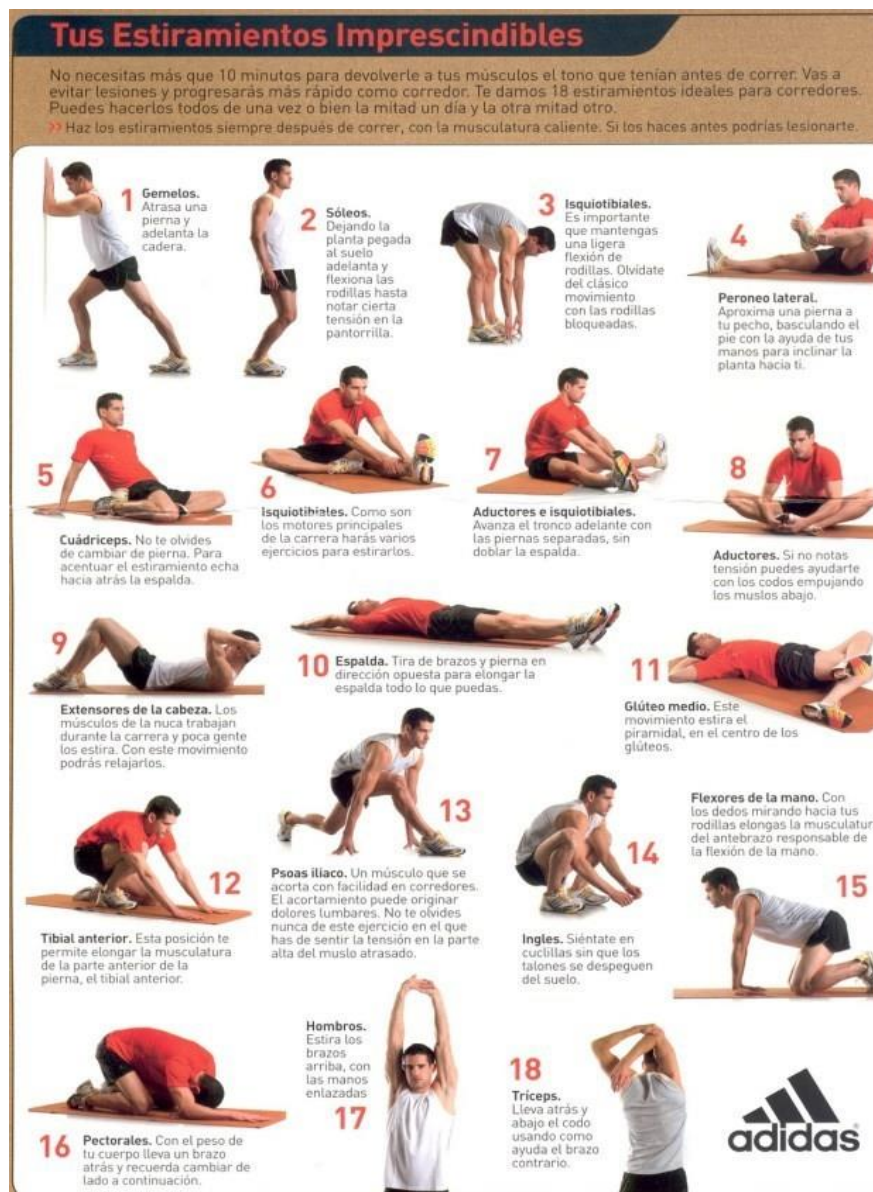 Tus Estiramientos Imprescindibles
No necesitas más que 10 minutos para devolverle a tus músculos el tono que tenían antes de correr. Vas a
evitar lesiones y progresarás más rápido como corredor. Te damos 18 estiramientos ideales para corredores.
Puedes hacerlos todos de una vez o bien la mitad un día y la otra mitad otro.
>> Haz los estiramientos siempre después de correr, con la musculatura caliente. Si los haces antes podrías lesionarte.
1
Gemelos.
Atrasa una
pierna y
adelanta la
cadera.
2
Sóleos.
Dejando la
planta pegada
al suelo
adelanta y
flexiona las
rodillas hasta
notar cierta
tensión en la
pantorrilla.
3
Isquiotibiales.
Es importante
que mantengas
una ligera
flexión de
rodillas. Olvídate
del clásico
movimiento
con las rodillas
bloqueadas.
4
Peroneo lateral.
Aproxima una pierna a
tu pecho, basculando el
pie con la ayuda de tus
manos para inclinar la
planta hacia ti.
5
Cuádriceps. No te olvides
de cambiar de pierna. Para
acentuar el estiramiento echa
hacia atrás la espalda.
6
Isquiotibiales. Como son
los motores principales
de la carrera harás varios
ejercicios para estirarlos.
7
Aductores e isquiotibiales.
Avanza el tronco adelante con
las piernas separadas, sin
doblar la espalda.
8
Aductores. Si no notas
tensión puedes ayudarte
con los codos empujando
los muslos abajo.
9
Extensores de la cabeza. Los
músculos de la nuca trabajan
durante la carrera y poca gente
los estira. Con este movimiento
podrás relajarlos.
10
Espalda. Tira de brazos y pierna en
dirección opuesta para elongar la
espalda todo lo que puedas.
11
Glúteo medio. Este
movimiento estira el
piramidal, en el centro de los
glúteos.
12
Tibial anterior. Esta posición te
permite elongar la musculatura
de la parte anterior de la
pierna, el tibial anterior.
13
Psoas iliaco. Un músculo que se
acorta con facilidad en corredores.
El acortamiento puede originar
dolores lumbares. No te olvides
nunca de este ejercicio en el que
has de sentir la tensión en la parte
alta del muslo atrasado.
14
Ingles. Siéntate en
cuclillas sin que los
talones se despeguen
del suelo.
Flexores de la mano. Con
los dedos mirando hacia tus
rodillas elongas la musculatur
del antebrazo responsable de
la flexión de la mano.
15
16
Pectorales. Con el peso de
tu cuerpo lleva un brazo
atrás y recuerda cambiar de
lado a continuación.
Hombros.
Estira los
brazos
arriba, con
las manos
enlazadas
17
18
Tríceps.
Lleva atrás y
abajo el codo
usando como
ayuda el brazo
contrario.
adidas